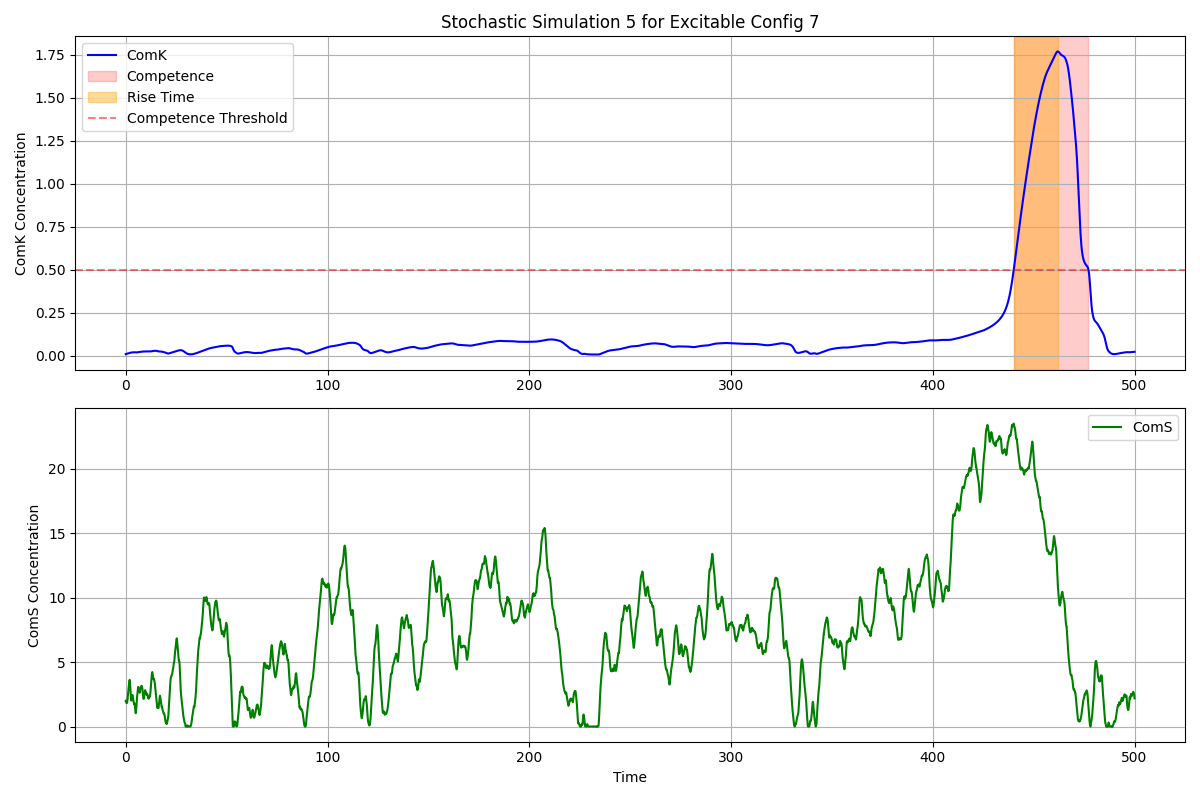 Stochastic Simulation 5 for Excitable Config 7
ComK Concentration
1.75
1.50
1.25
1.00
0.75
0.50
0.25
0.00
ComK
Competence
Rise Time
Competence Threshold
0 100 200 300 400 500
ComS Concentration
20
15
10
5
0
ComS
0 100 200 300 400 500
Time